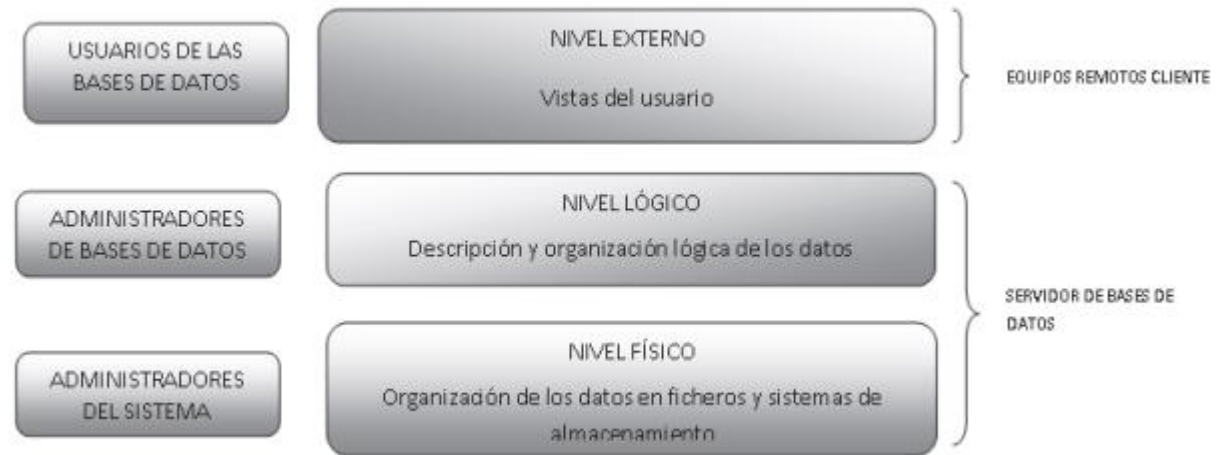 USUARIOS DE LAS
BASES DE DATOS
NIVEL EXTERNO
Vistas del usuario
EQUIPOS REMOTOS CLIENTE
ADMINISTRADORES
DE BASES DE DATOS
NIVEL LÓGICO
Descripción y organización lógica de los datos
SERVIDOR DE BASES DE
DATOS
ADMINISTRADORES
DEL SISTEMA
NIVEL FÍSICO
Organización de los datos en ficheros y sistemas de
almacenamiento